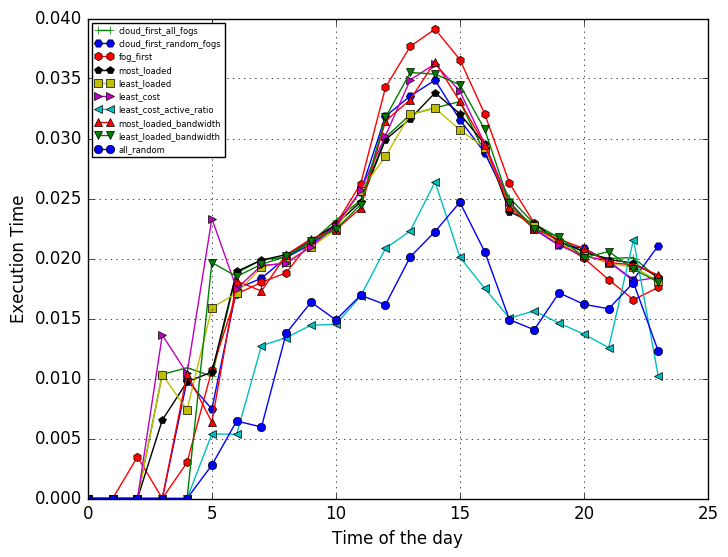 0.040
0.035
0.030
0.025
0.020
0.015
0.010
0.005
0.000
Execution Time
cloud_first_all_fogs
cloud_first_random_fogs
fog_first
most_loaded
least_loaded
least_cost
least_cost_active_ratio
most_loaded_bandwidth
least_loaded_bandwidth
all_random
0 5 10 15 20 25
Time of the day